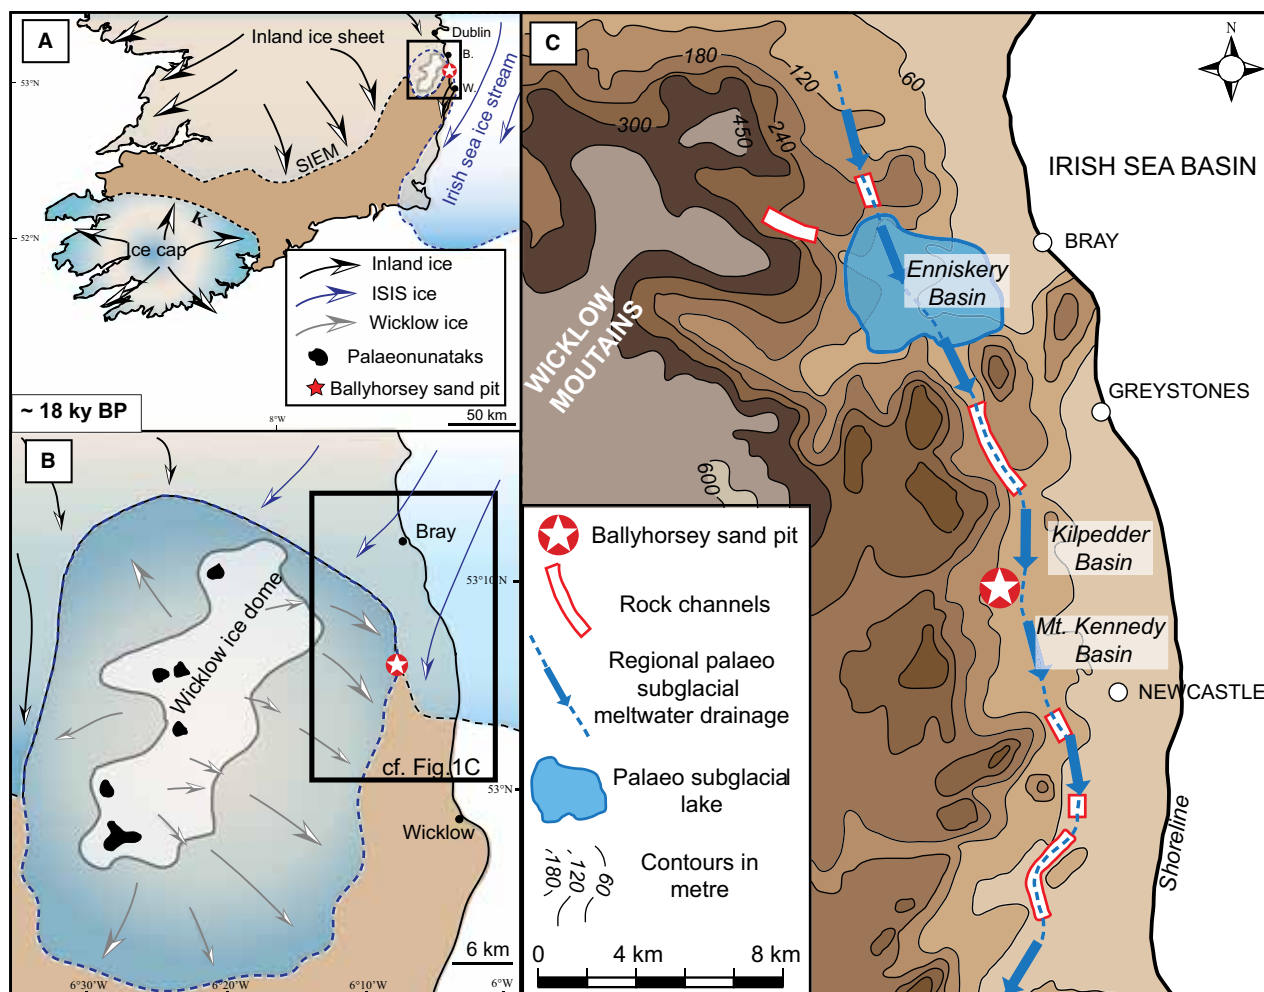 A
Inland ice sheet
Dublin
B.
W.
53°N
52°N
SIEM
Irish sea ice stream
K
Ice cap
Inland ice
ISIS ice
Wicklow ice
Palaeonunataks
Ballyhorsey sand pit
~ 18 ky BP
8°W
50 km
B
Bray
53°10'N
Wicklow ice dome
cf. Fig.1C
53°N
Wicklow
6 km
6°30'W
6°20'W
6°10'W
6°W
C
N
180
120
60
300
450
240
IRISH SEA BASIN
BRAY
Enniskery
Basin
WICKLOW
MOUTAINS
GREYSTONES
600
Kilpedder
Basin
Mt. Kennedy
Basin
NEWCASTLE
Shoreline
Ballyhorsey sand pit
Rock channels
Regional palaeo
subglacial
meltwater drainage
Palaeo subglacial
lake
180
120
60
Contours in
metre
0
4 km
8 km